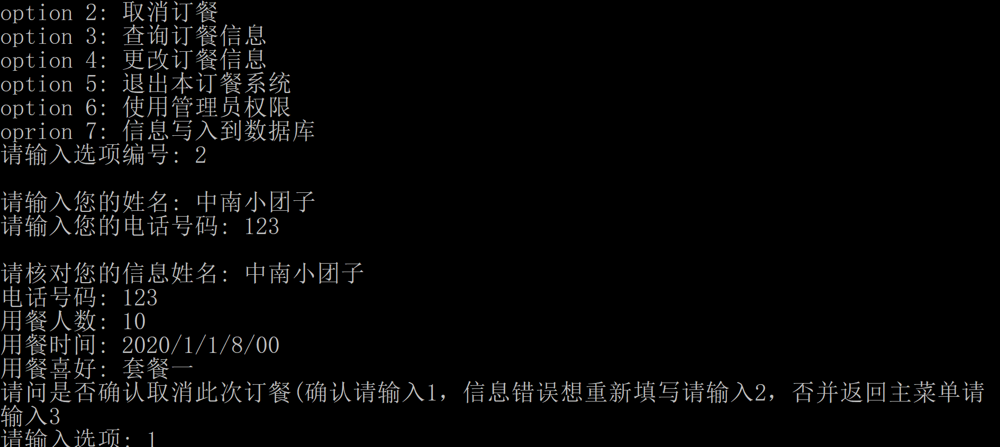 option 2: 取消订餐
option 3: 查询订餐信息
option 4: 更改订餐信息
option 5: 退出本订餐系统
option 6: 使用管理员权限
oprion 7: 信息写入到数据库
请输入选项编号: 2
请输入您的姓名: 中南小团子
请输入您的电话号码: 123
请核对您的信息姓名: 中南小团子
电话号码: 123
用餐人数: 10
用餐时间: 2020/1/1/8/00
用餐喜好: 套餐一
请问是否确认取消此次订餐(确认请输入1，信息错误想重新填写请输入2，否并返回主菜单请
输入3
请输入选项: 1